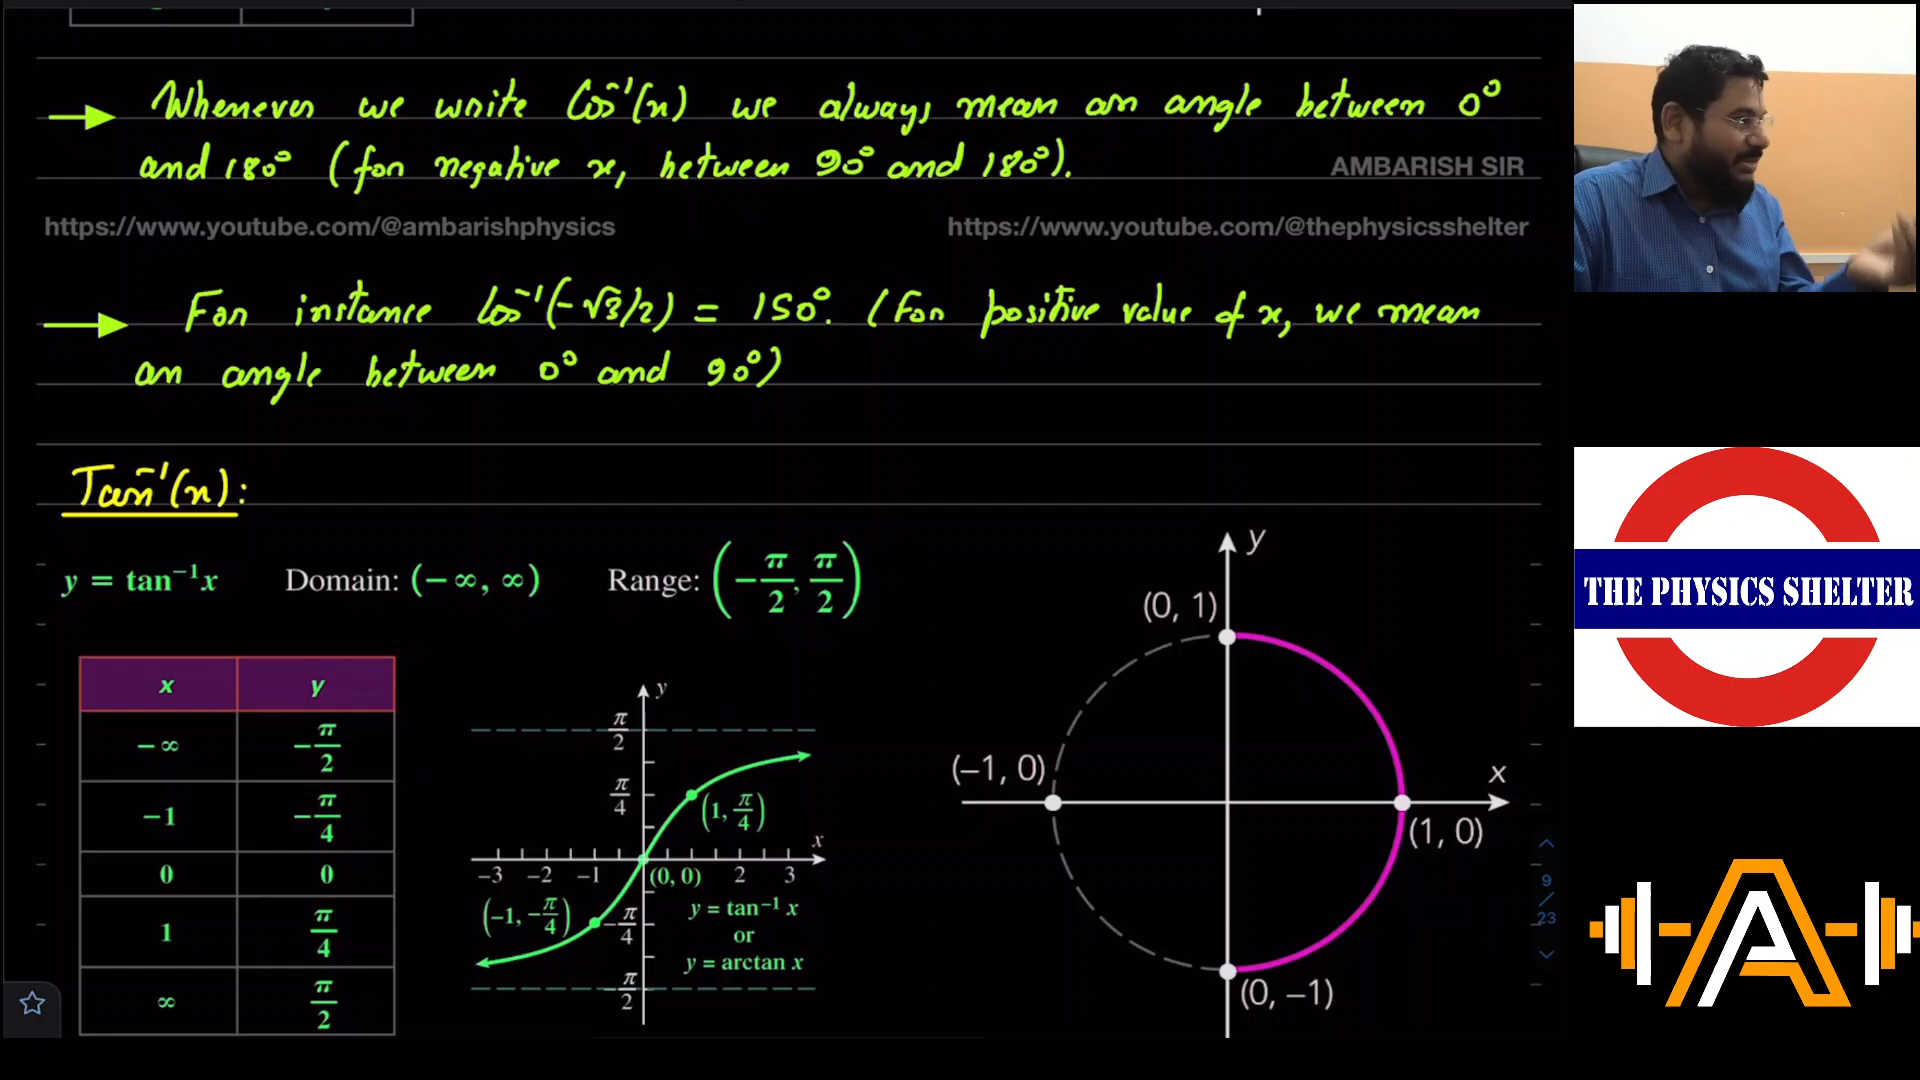 → Whenever we write Cos⁻¹(x) we always mean an angle between 0°
and 180° (for negative x, between 90° and 180°).
AMBARISH SIR
https://www.youtube.com/@ambarishphysics
https://www.youtube.com/@thephysicsshelter
→ For instance Cos⁻¹(-√3/2) = 150°. (For positive value of x, we mean
an angle between 0° and 90°)
Tan⁻¹(x):
y = tan⁻¹x Domain: (−∞, ∞) Range: (−π/2, π/2)
x y
−∞ −π/2
−1 −π/4
0 0
1 π/4
∞ π/2
y
π/2
π/4
(1, π/4)
x
−3 −2 −1 (0, 0) 2 3
(−1, −π/4)
−π/4
y = tan⁻¹ x
or
y = arctan x
−π/2
y
(0, 1)
(–1, 0)
x
(1, 0)
(0, –1)
9
/
23
THE PHYSICS SHELTER
A